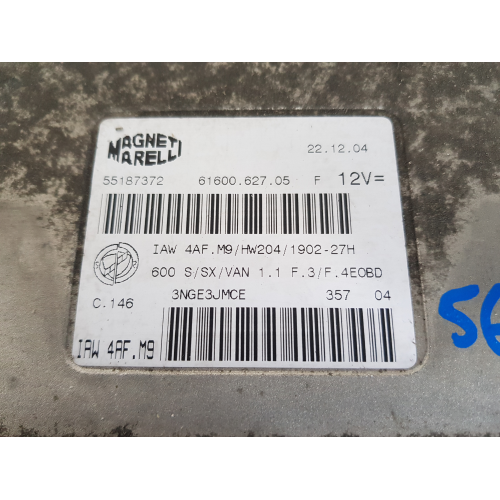 MAGNETI MARELLI
22.12.04
55187372 61600.627.05 F 12V=
IAW 4AF.M9/HW204/1902-27H
600 S/SX/VAN 1.1 F.3/F.4EOBD
C.146 3NGE3JMCE 357 04
IAW 4AF.M9